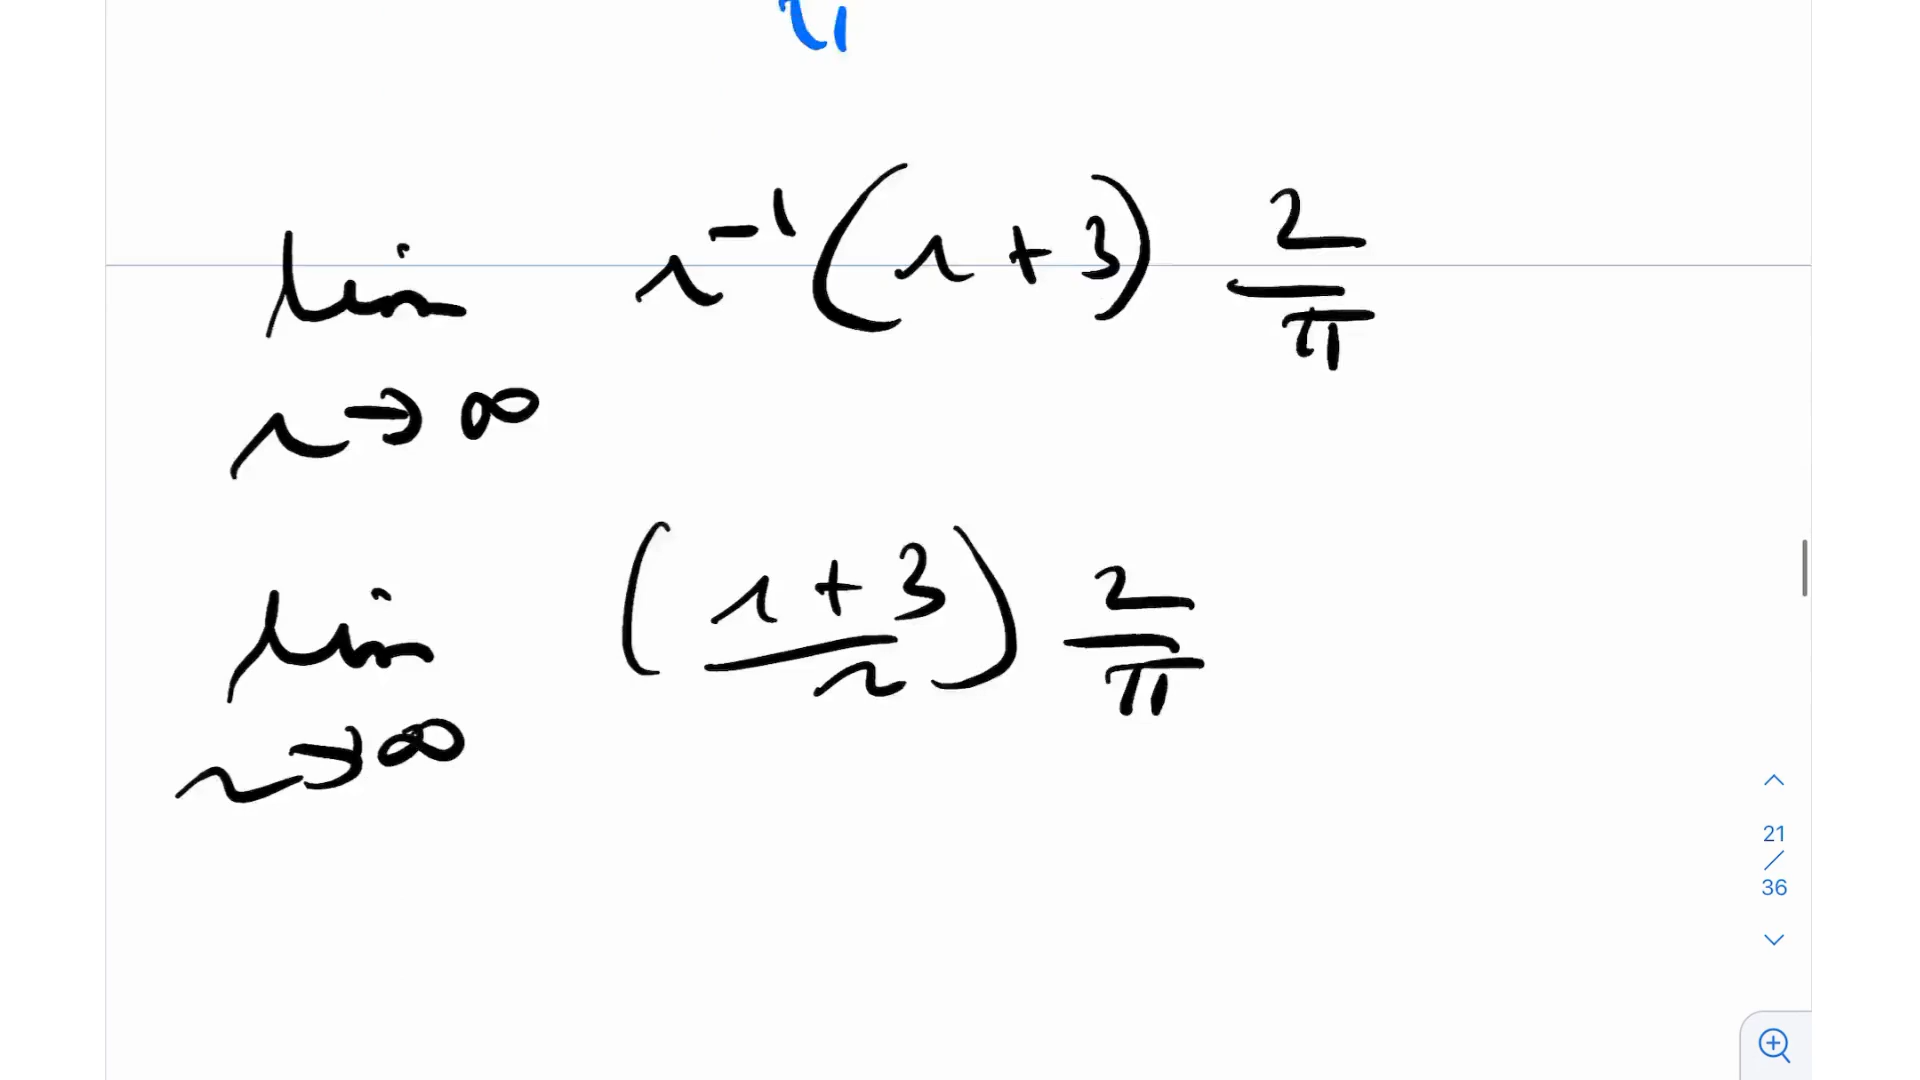 lim n⁻¹ (n + 3) 2/π
n → ∞
lim ((n + 3)/n) 2/π
n → ∞
21
/
36